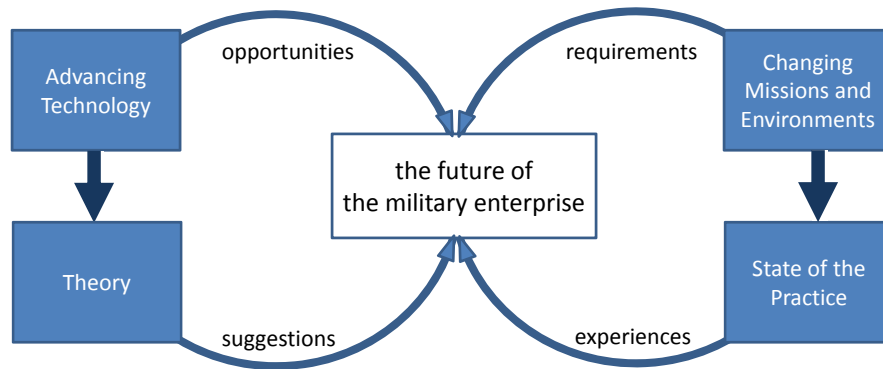 opportunities
requirements
Advancing
Technology
Changing
Missions and
Environments
the future of
the military enterprise
Theory
State of the
Practice
suggestions
experiences